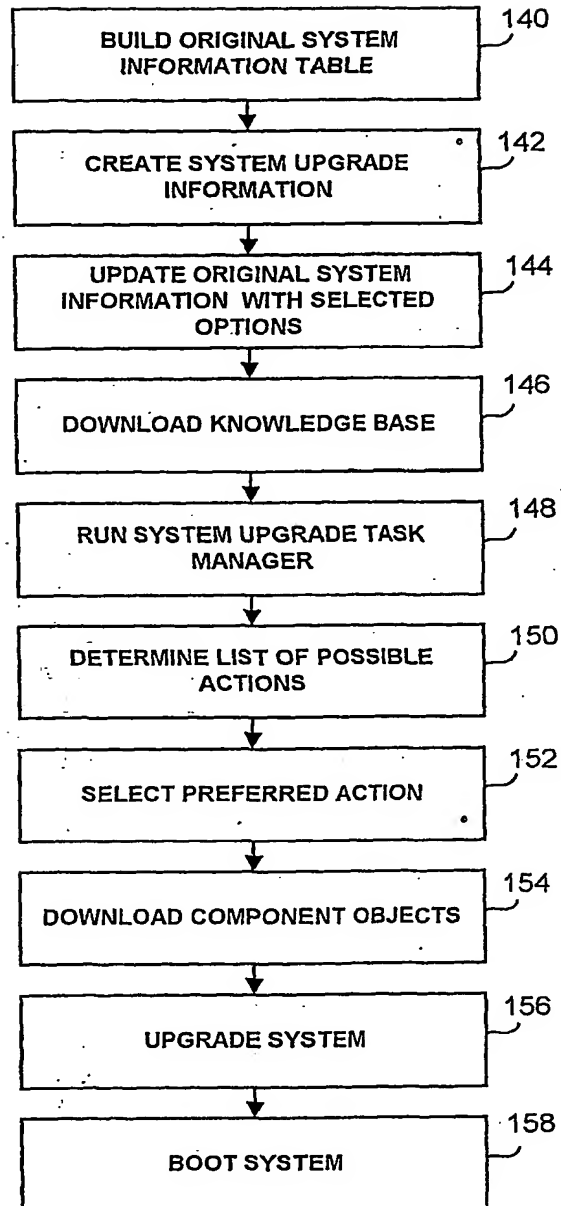 BUILD ORIGINAL SYSTEM
INFORMATION TABLE
140
CREATE SYSTEM UPGRADE
INFORMATION
142
UPDATE ORIGINAL SYSTEM
INFORMATION WITH SELECTED
OPTIONS
144
DOWNLOAD KNOWLEDGE BASE
146
RUN SYSTEM UPGRADE TASK
MANAGER
148
DETERMINE LIST OF POSSIBLE
ACTIONS
150
SELECT PREFERRED ACTION
152
DOWNLOAD COMPONENT OBJECTS
154
UPGRADE SYSTEM
156
BOOT SYSTEM
158